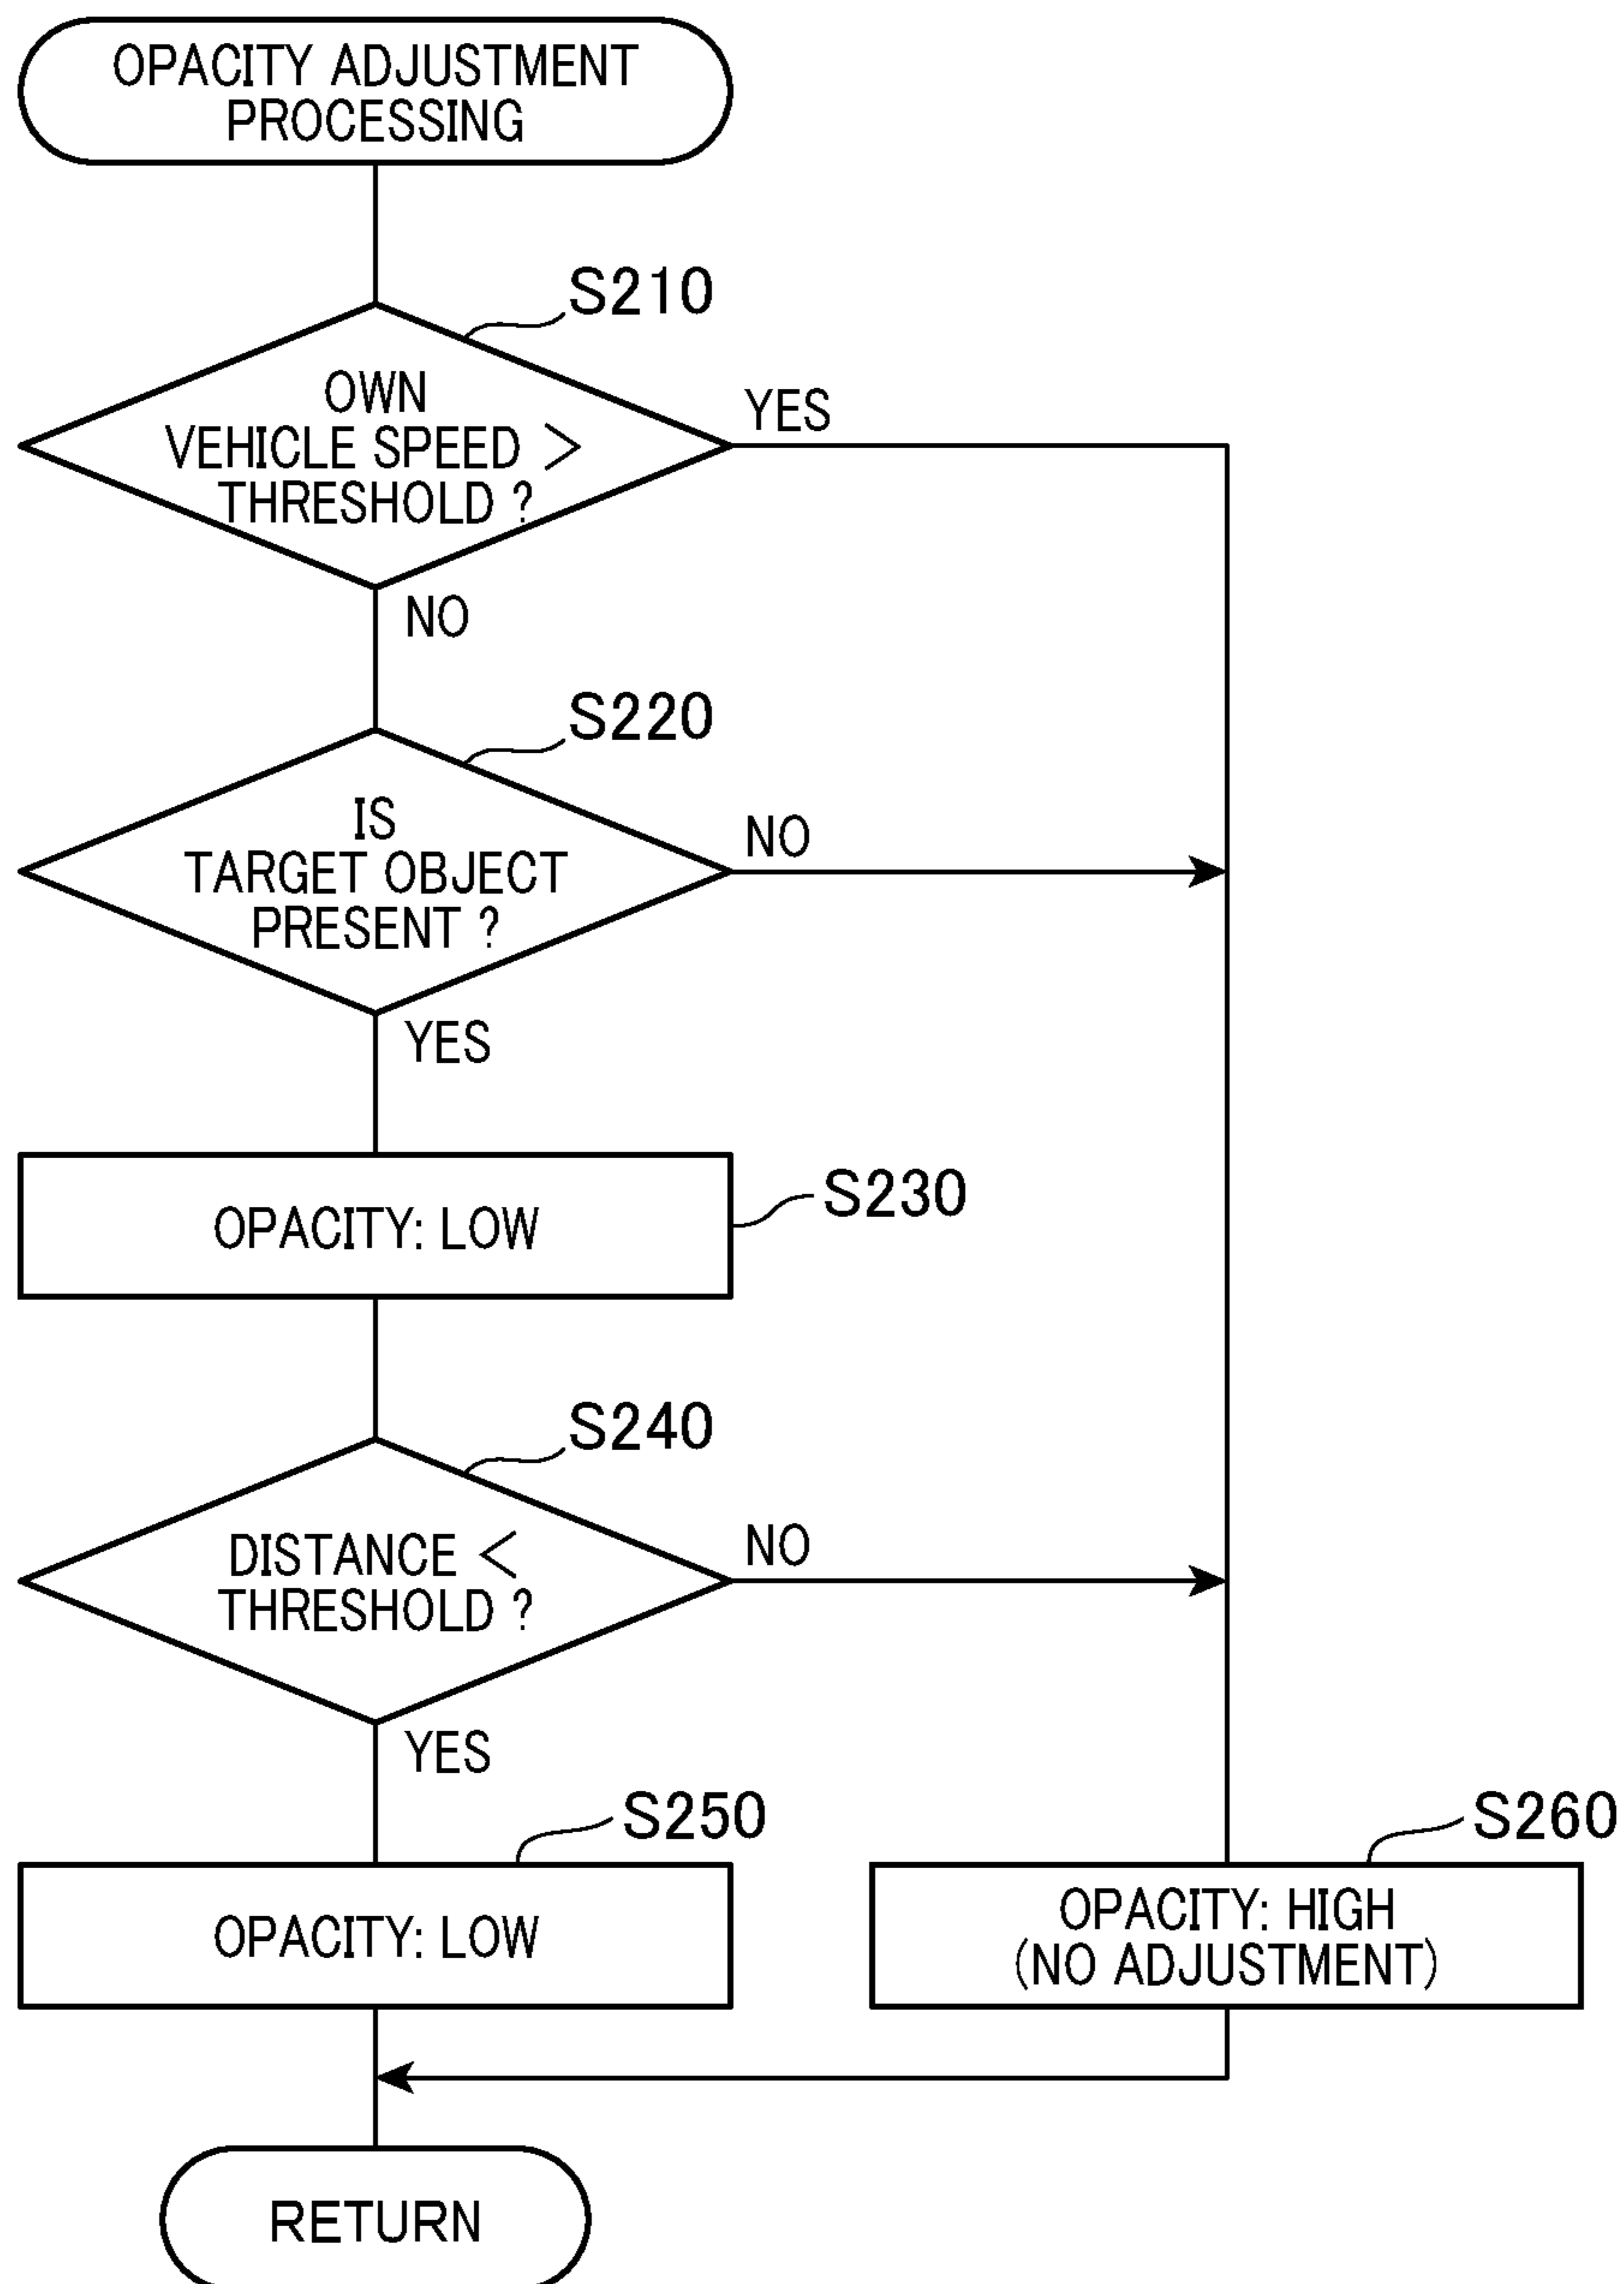 OPACITY ADJUSTMENT
PROCESSING
S210
OWN
VEHICLE SPEED >
THRESHOLD ?
YES
NO
S220
IS
TARGET OBJECT
PRESENT ?
NO
YES
S230
OPACITY: LOW
S240
DISTANCE <
THRESHOLD ?
NO
YES
S250
OPACITY: LOW
S260
OPACITY: HIGH
(NO ADJUSTMENT)
RETURN